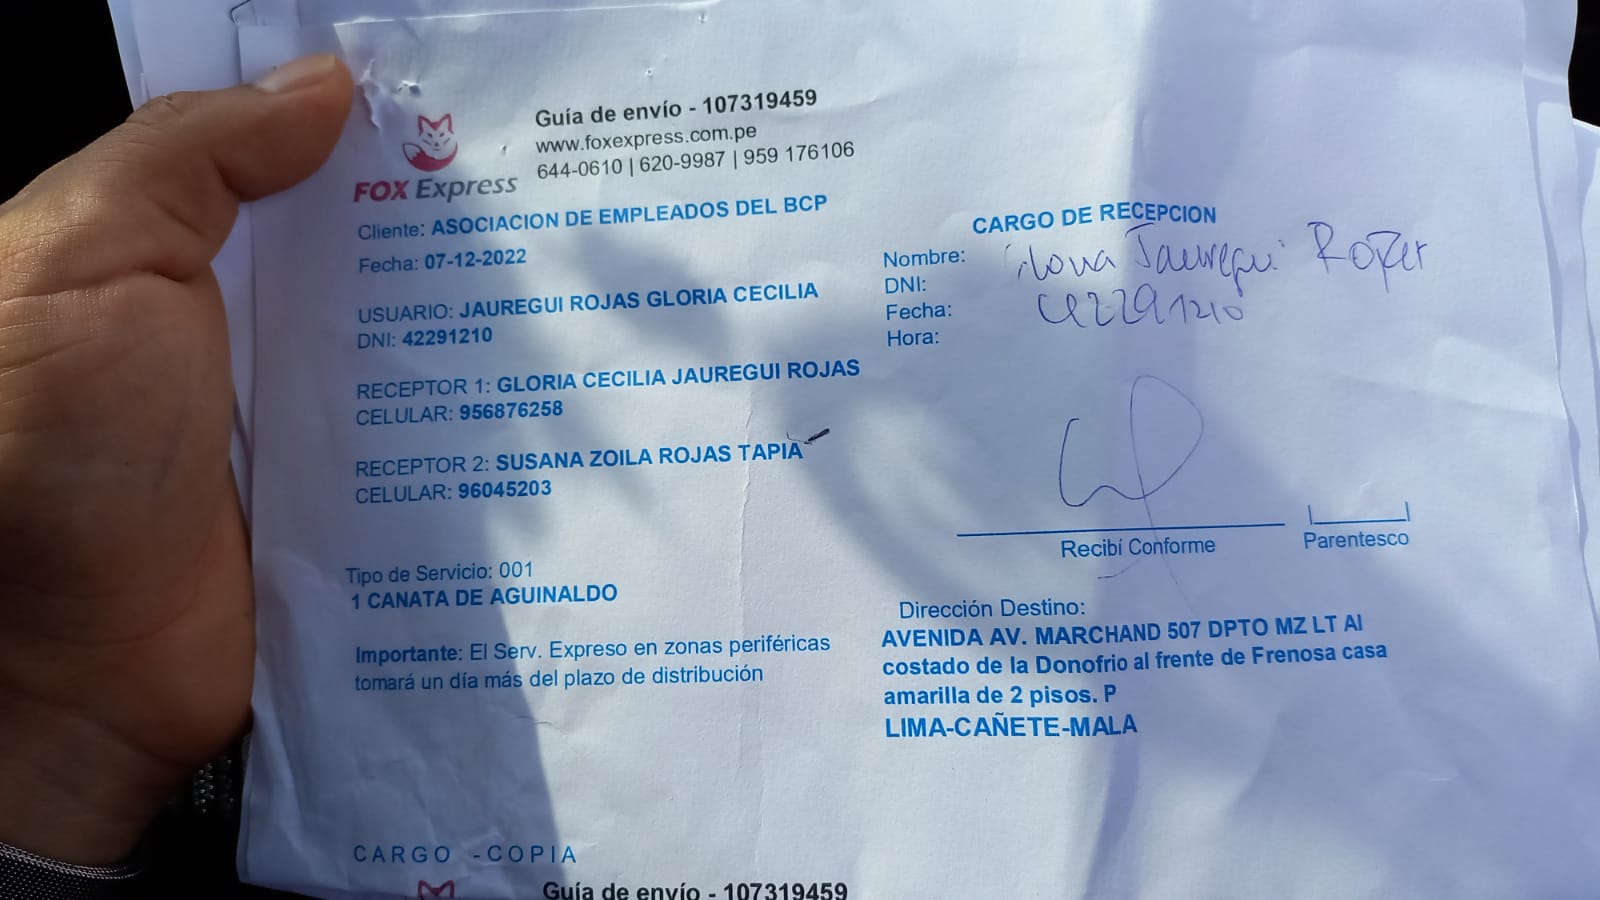 Guía de envío - 107319459
www.foxexpress.com.pe
644-0610 | 620-9987 | 959 176106
FOX Express
Cliente: ASOCIACION DE EMPLEADOS DEL BCP
Fecha: 07-12-2022
USUARIO: JAUREGUI ROJAS GLORIA CECILIA
DNI: 42291210
RECEPTOR 1: GLORIA CECILIA JAUREGUI ROJAS
CELULAR: 956876258
RECEPTOR 2: SUSANA ZOILA ROJAS TAPIA
CELULAR: 96045203
Tipo de Servicio: 001
1 CANATA DE AGUINALDO
Importante: El Serv. Expreso en zonas periféricas
tomará un día más del plazo de distribución
CARGO DE RECEPCION
Nombre: Jauregui
DNI: 42291210
Fecha:
Hora:
Recibí Conforme
Parentesco
Dirección Destino:
AVENIDA AV. MARCHAND 507 DPTO MZ LT Al
costado de la Donofrio al frente de Frenosa casa
amarilla de 2 pisos. P
LIMA-CAÑETE-MALA
CARGO - COPIA
Guía de envío - 107319459